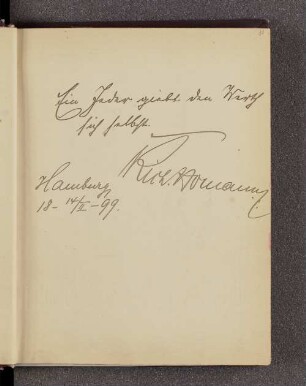 Ein Jeder giebt den Werth
sich selbst.
Hamburg
18- 14/II -99.